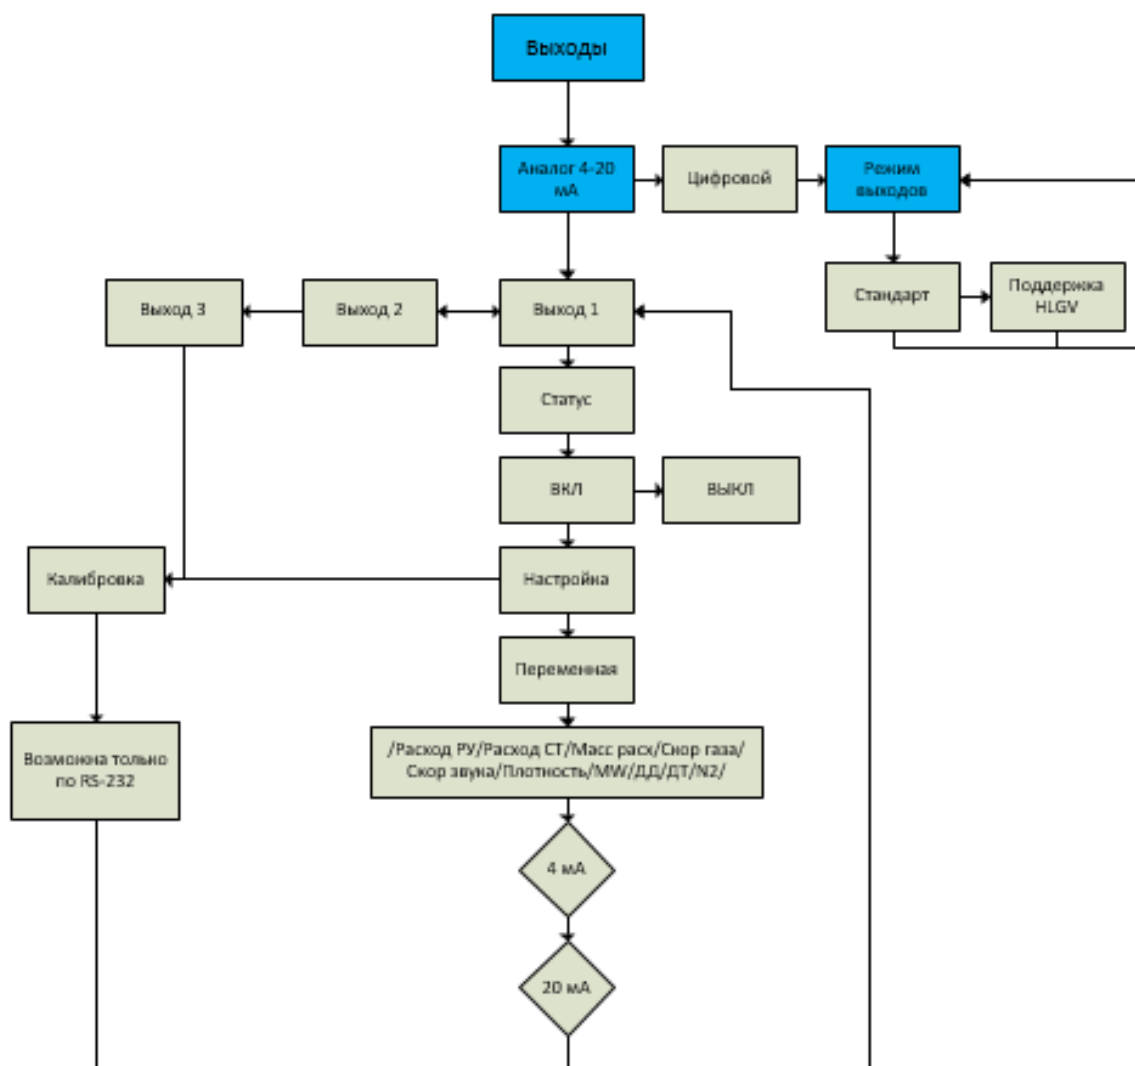 Выходы
Аналог 4-20
мА
Цифровой
Режим
выходов
Стандарт
Поддержка
HLGV
Выход 3
Выход 2
Выход 1
Статус
ВКЛ
ВЫКЛ
Калибровка
Настройка
Переменная
Возможна только
по RS-232
/Расход РУ/Расход СТ/Масс расх/Скор газа/
Скор звука/Плотность/MW/ДД/ДТ/N2/
4 мА
20 мА